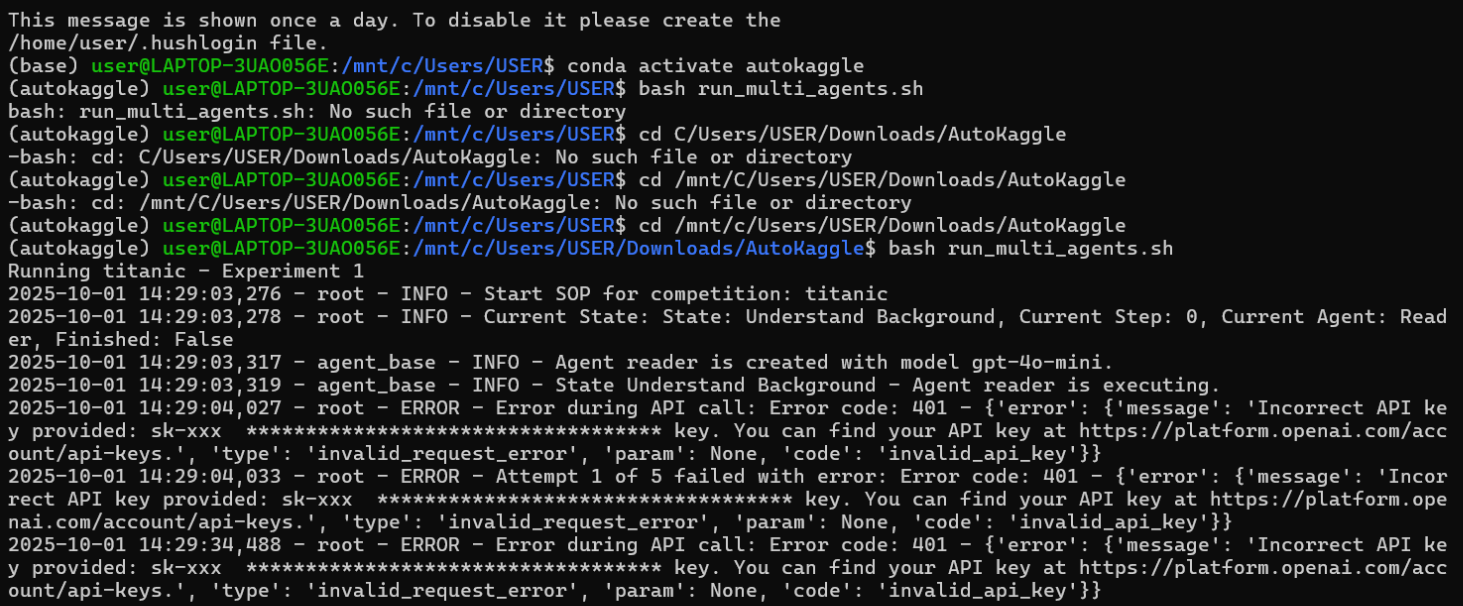 This message is shown once a day. To disable it please create the
/home/user/.hushlogin file.
(base) user@LAPTOP-3UAO056E:/mnt/c/Users/USER$ conda activate autokaggle
(autokaggle) user@LAPTOP-3UAO056E:/mnt/c/Users/USER$ bash run_multi_agents.sh
bash: run_multi_agents.sh: No such file or directory
(autokaggle) user@LAPTOP-3UAO056E:/mnt/c/Users/USER$ cd C/Users/USER/Downloads/AutoKaggle
-bash: cd: C/Users/USER/Downloads/AutoKaggle: No such file or directory
(autokaggle) user@LAPTOP-3UAO056E:/mnt/c/Users/USER$ cd /mnt/C/Users/USER/Downloads/AutoKaggle
-bash: cd: /mnt/C/Users/USER/Downloads/AutoKaggle: No such file or directory
(autokaggle) user@LAPTOP-3UAO056E:/mnt/c/Users/USER$ cd /mnt/c/Users/USER/Downloads/AutoKaggle
(autokaggle) user@LAPTOP-3UAO056E:/mnt/c/Users/USER/Downloads/AutoKaggle$ bash run_multi_agents.sh
Running titanic - Experiment 1
2025-10-01 14:29:03,276 - root - INFO - Start SOP for competition: titanic
2025-10-01 14:29:03,278 - root - INFO - Current State: State: Understand Background, Current Step: 0, Current Agent: Read
er, Finished: False
2025-10-01 14:29:03,317 - agent_base - INFO - Agent reader is created with model gpt-4o-mini.
2025-10-01 14:29:03,319 - agent_base - INFO - State Understand Background - Agent reader is executing.
2025-10-01 14:29:04,027 - root - ERROR - Error during API call: Error code: 401 - {'error': {'message': 'Incorrect API ke
y provided: sk-xxx  *********************************** key. You can find your API key at https://platform.openai.com/acc
ount/api-keys.', 'type': 'invalid_request_error', 'param': None, 'code': 'invalid_api_key'}}
2025-10-01 14:29:04,033 - root - ERROR - Attempt 1 of 5 failed with error: Error code: 401 - {'error': {'message': 'Incor
rect API key provided: sk-xxx  *********************************** key. You can find your API key at https://platform.ope
nai.com/account/api-keys.', 'type': 'invalid_request_error', 'param': None, 'code': 'invalid_api_key'}}
2025-10-01 14:29:34,488 - root - ERROR - Error during API call: Error code: 401 - {'error': {'message': 'Incorrect API ke
y provided: sk-xxx  *********************************** key. You can find your API key at https://platform.openai.com/acc
ount/api-keys.', 'type': 'invalid_request_error', 'param': None, 'code': 'invalid_api_key'}}